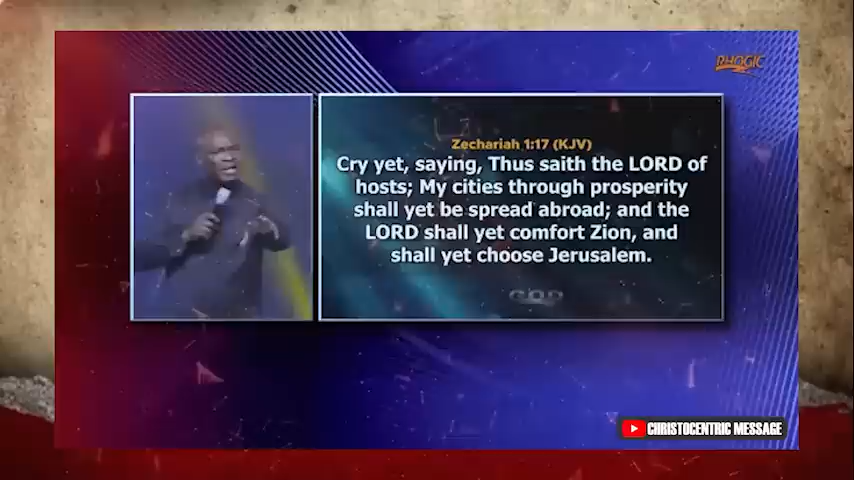 RHOGIC
Zechariah 1:17 (KJV)
Cry yet, saying, Thus saith the LORD of
hosts; My cities through prosperity
shall yet be spread abroad; and the
LORD shall yet comfort Zion, and
shall yet choose Jerusalem.
CHRISTOCENTRIC MESSAGE